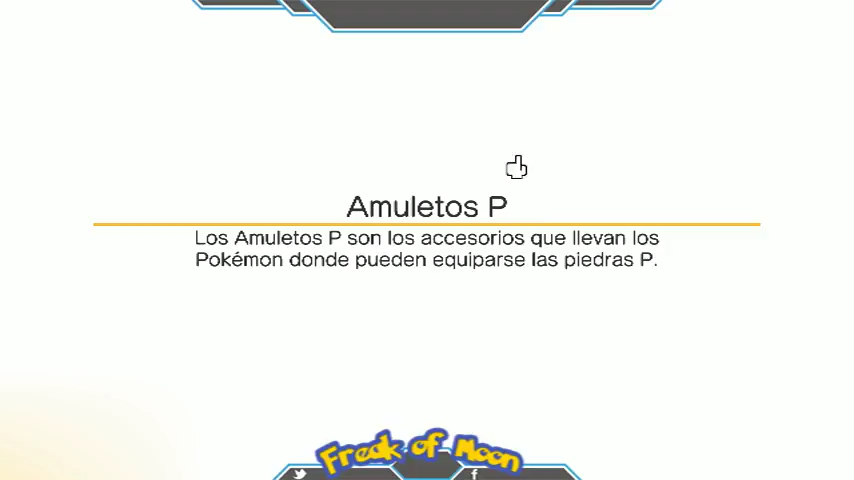 Amuletos P
Los Amuletos P son los accesorios que llevan los
Pokémon donde pueden equiparse las piedras P.
Freak of Moon